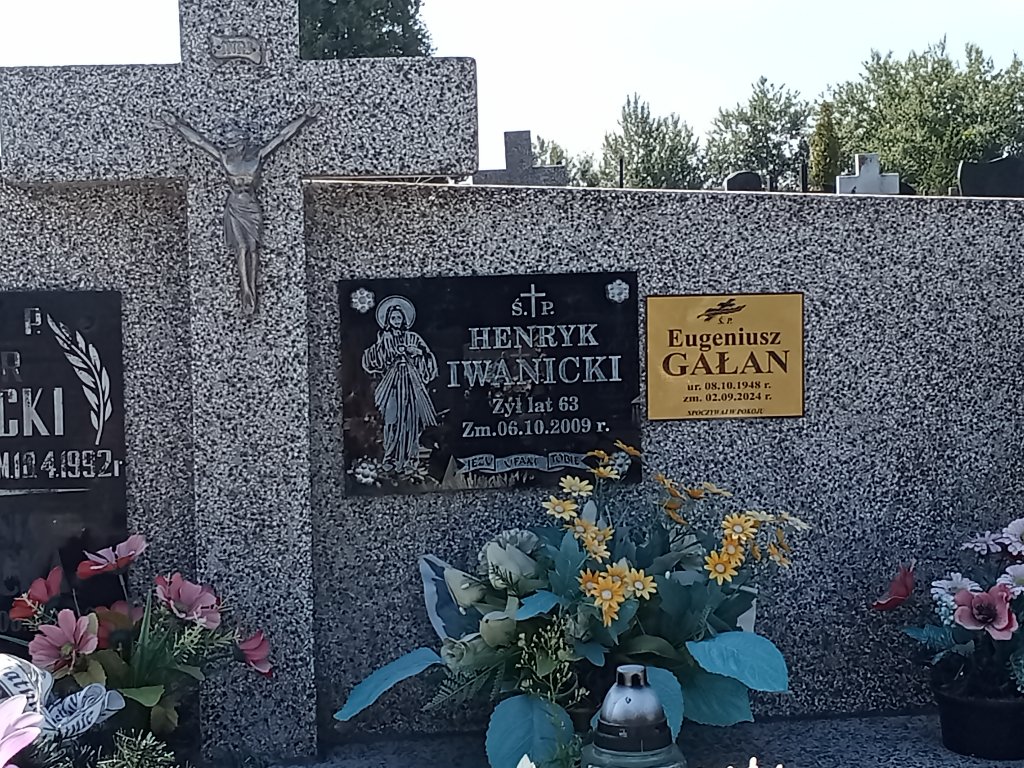 INRI
P.
R
CKI
M.10.4.1992 r
Ś. P.
HENRYK
IWANICKI
Żył lat 63
Zm.06.10.2009 r.
JEZU UFAM TOBIE
Ś. P.
Eugeniusz
GAŁAN
ur. 08.10.1948 r.
zm. 02.09.2024 r.
SPOCZYWAJ W POKOJU